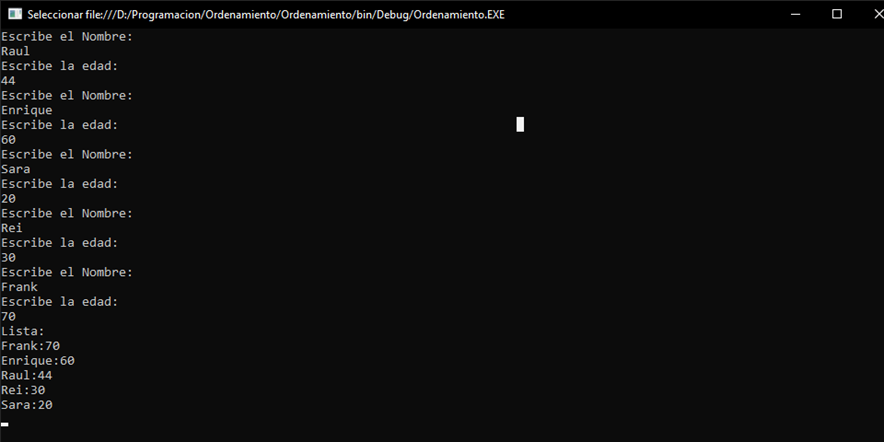 Seleccionar file:///D:/Programacion/Ordenamiento/Ordenamiento/bin/Debug/Ordenamiento.EXE
Escribe el Nombre:
Raul
Escribe la edad:
44
Escribe el Nombre:
Enrique
Escribe la edad:
60
Escribe el Nombre:
Sara
Escribe la edad:
20
Escribe el Nombre:
Rei
Escribe la edad:
30
Escribe el Nombre:
Frank
Escribe la edad:
70
Lista:
Frank:70
Enrique:60
Raul:44
Rei:30
Sara:20